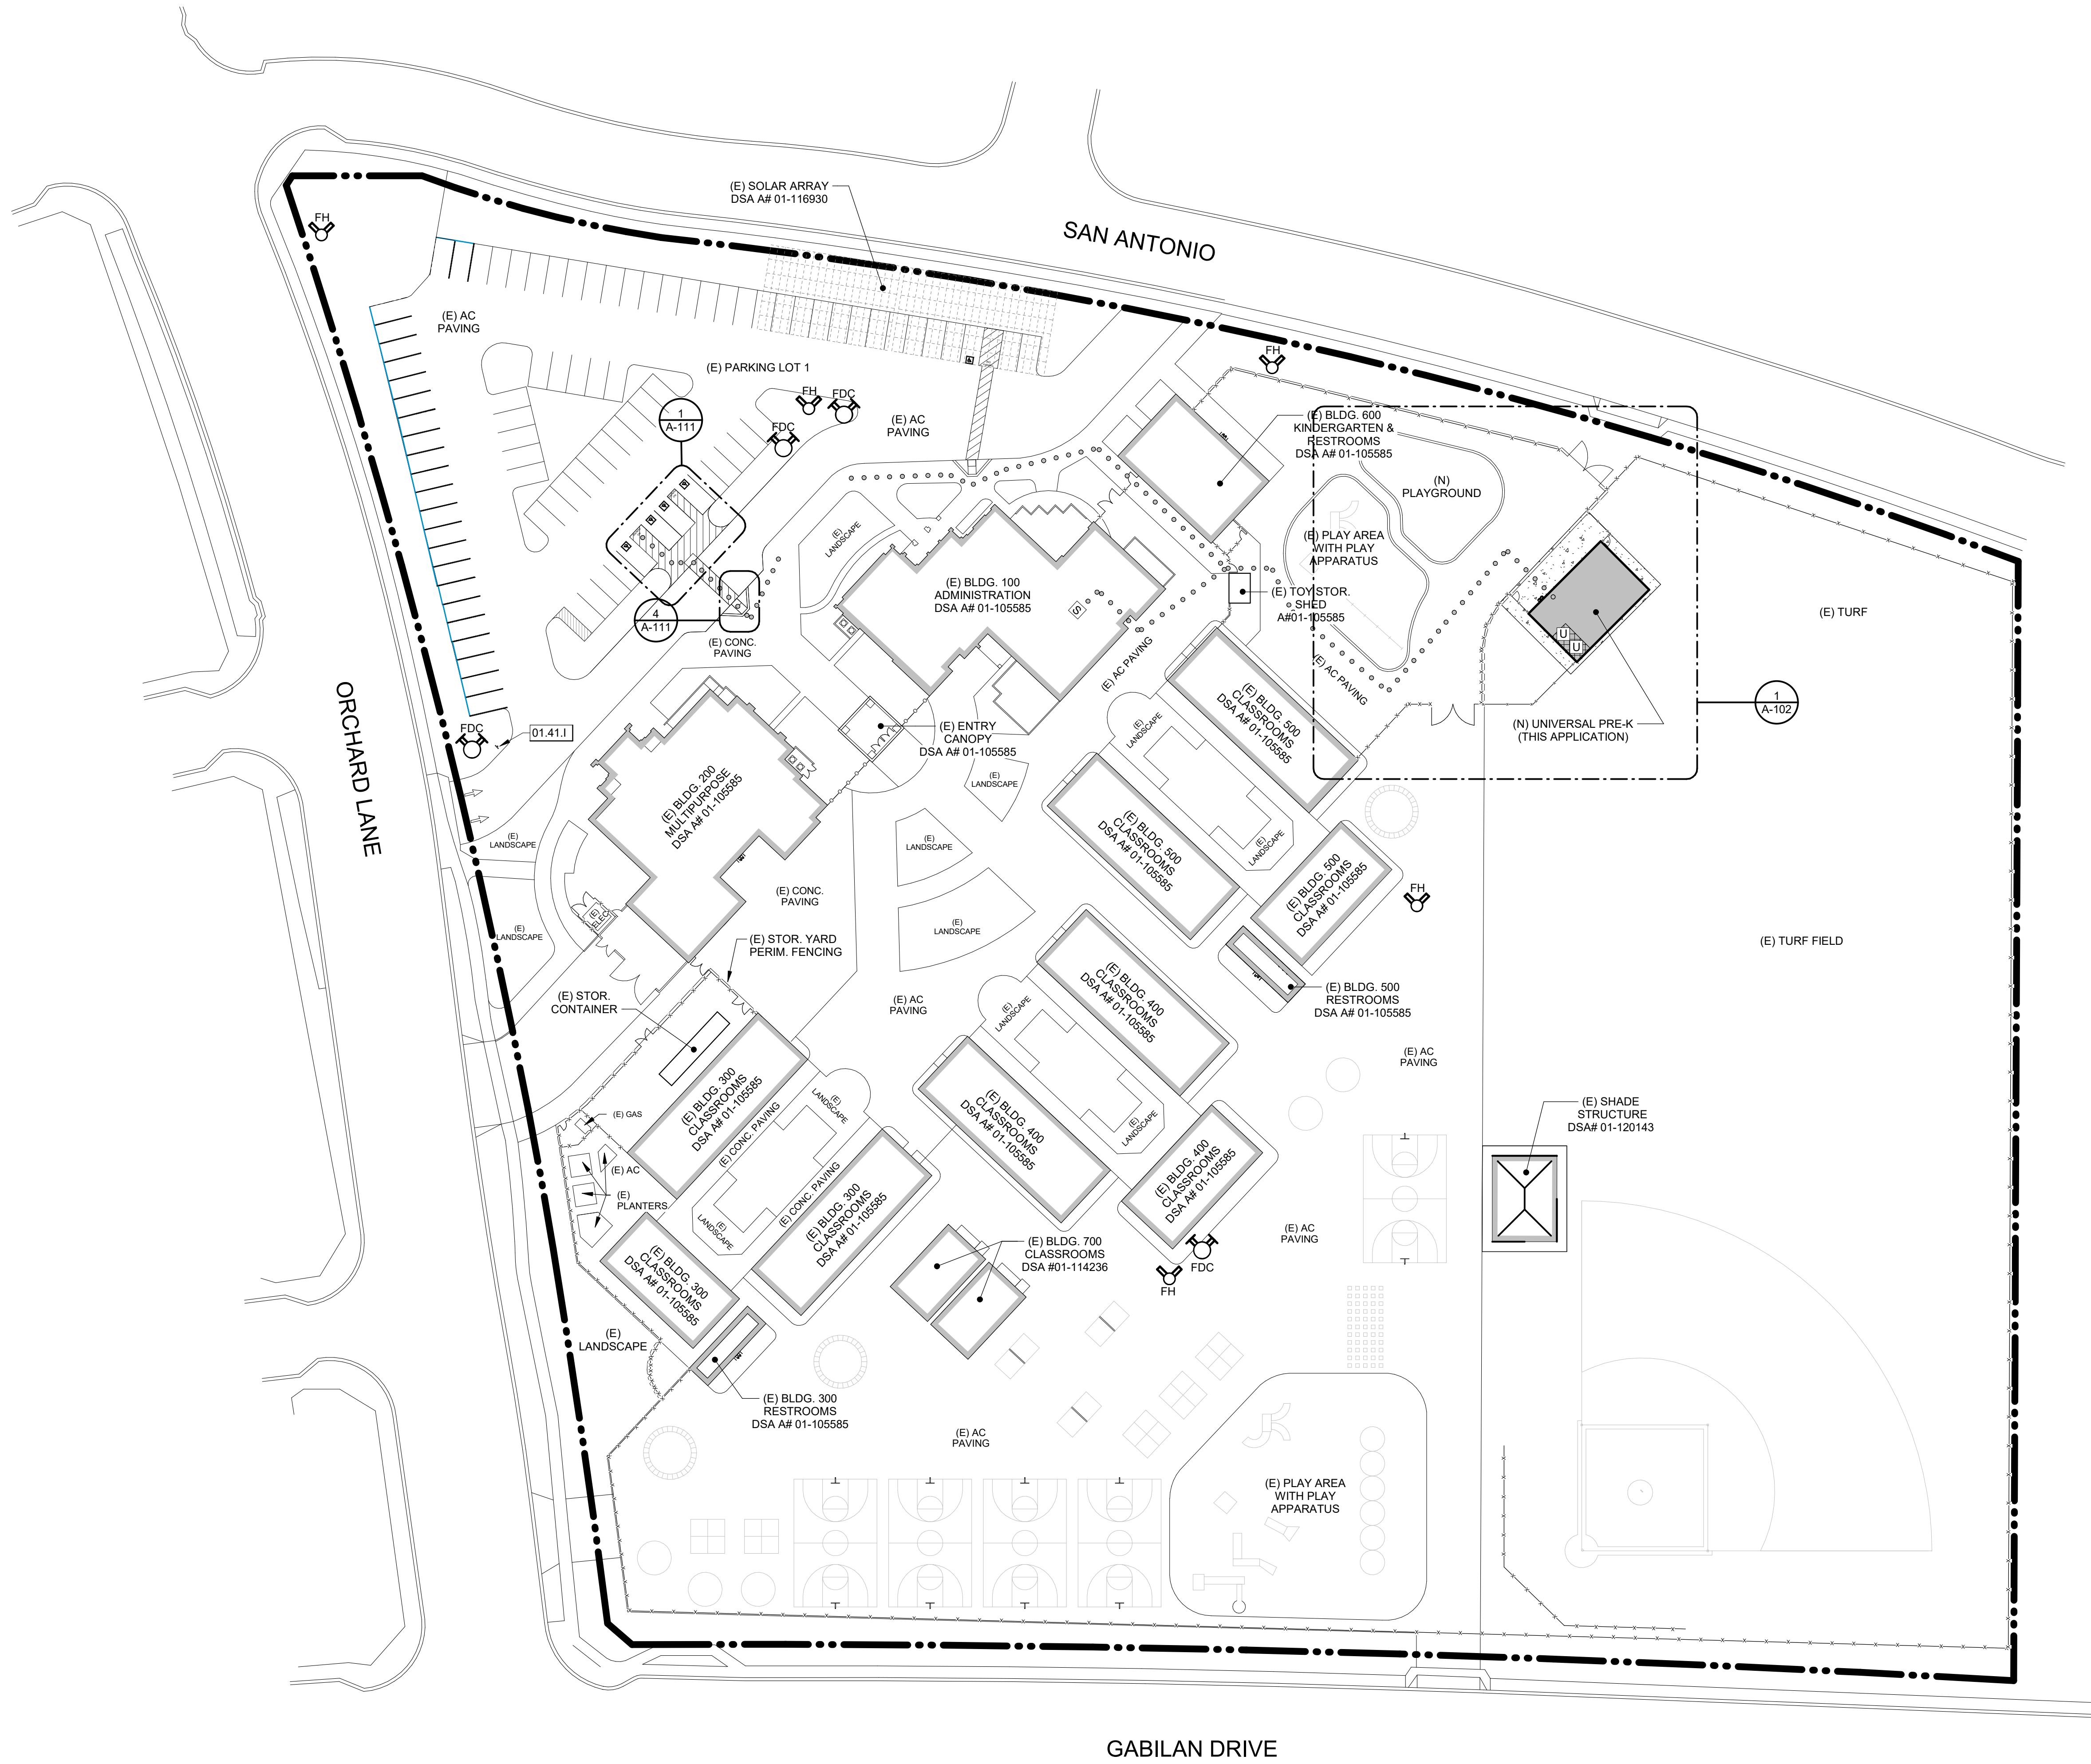 (E) SOLAR ARRAY
DSA A# 01-116930
SAN ANTONIO
FH
(E) AC
PAVING
(E) PARKING LOT 1
FH
FH
FDC
FDC
1
A-111
(E) AC
PAVING
(E) BLDG. 600
KINDERGARTEN &
RESTROOMS
DSA A# 01-105585
(N)
PLAYGROUND
(E)
LANDSCAPE
(E) PLAY AREA
WITH PLAY
APPARATUS
(E) BLDG. 100
ADMINISTRATION
DSA A# 01-105585
S
(E) TOY STOR.
SHED
A#01-105585
4
A-111
(E) CONC.
PAVING
(E) TURF
U
U
(E) AC PAVING
(E) AC PAVING
1
A-102
(N) UNIVERSAL PRE-K
(THIS APPLICATION)
ORCHARD LANE
FDC
01.41.I
(E) ENTRY
CANOPY
DSA A# 01-105585
(E)
LANDSCAPE
(E) BLDG. 500
CLASSROOMS
DSA A# 01-105585
(E)
LANDSCAPE
(E) BLDG. 200
MULTIPURPOSE
DSA A# 01-105585
(E)
LANDSCAPE
(E)
LANDSCAPE
(E) BLDG. 500
CLASSROOMS
DSA A# 01-105585
(E)
LANDSCAPE
(E) BLDG. 500
CLASSROOMS
DSA A# 01-105585
FH
(E) CONC.
PAVING
(E)
ELEC
(E)
LANDSCAPE
(E)
LANDSCAPE
(E) TURF FIELD
(E) STOR. YARD
PERIM. FENCING
(E) STOR.
CONTAINER
(E) AC
PAVING
(E)
LANDSCAPE
(E) BLDG. 400
CLASSROOMS
DSA A# 01-105585
(E) BLDG. 500
RESTROOMS
DSA A# 01-105585
(E) AC
PAVING
(E) GAS
(E) BLDG. 300
CLASSROOMS
DSA A# 01-105585
(E) CONC. PAVING
(E)
LANDSCAPE
(E) BLDG. 400
CLASSROOMS
DSA A# 01-105585
(E)
LANDSCAPE
(E) SHADE
STRUCTURE
DSA# 01-120143
(E) AC
(E)
PLANTERS
(E) CONC. PAVING
(E) BLDG. 300
CLASSROOMS
DSA A# 01-105585
(E)
LANDSCAPE
(E) BLDG. 400
CLASSROOMS
DSA A# 01-105585
(E) AC
PAVING
(E) BLDG. 700
CLASSROOMS
DSA #01-114236
FDC
FH
(E) BLDG. 300
CLASSROOMS
DSA A# 01-105585
(E)
LANDSCAPE
(E) BLDG. 300
RESTROOMS
DSA A# 01-105585
(E) AC
PAVING
(E) PLAY AREA
WITH PLAY
APPARATUS
GABILAN DRIVE